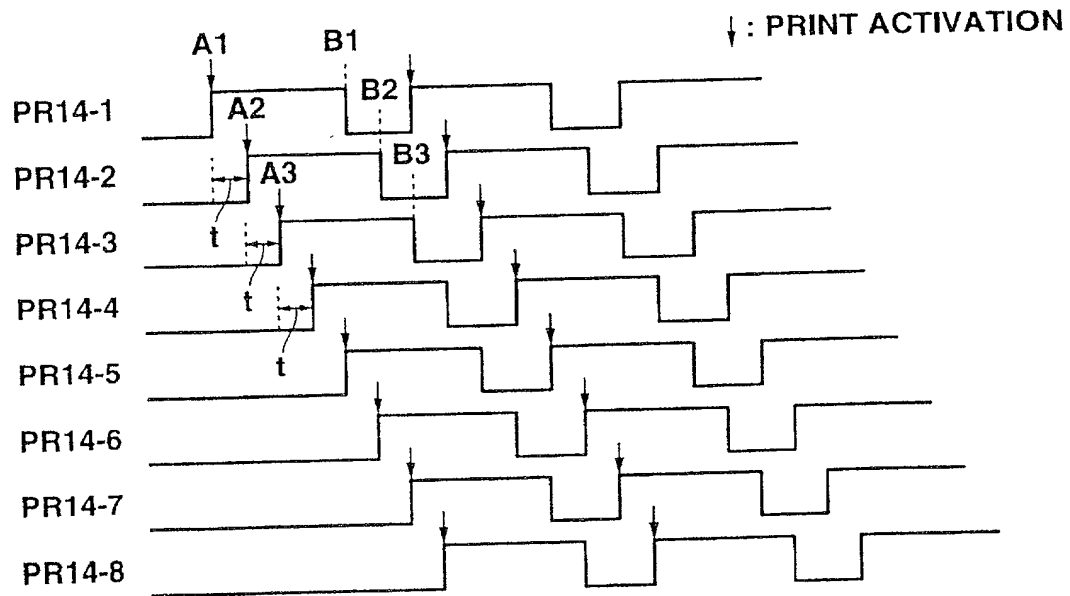 ↓ : PRINT ACTIVATION
A1
B1
PR14-1
A2
B2
PR14-2
A3
B3
t
PR14-3
t
PR14-4
t
PR14-5
PR14-6
PR14-7
PR14-8